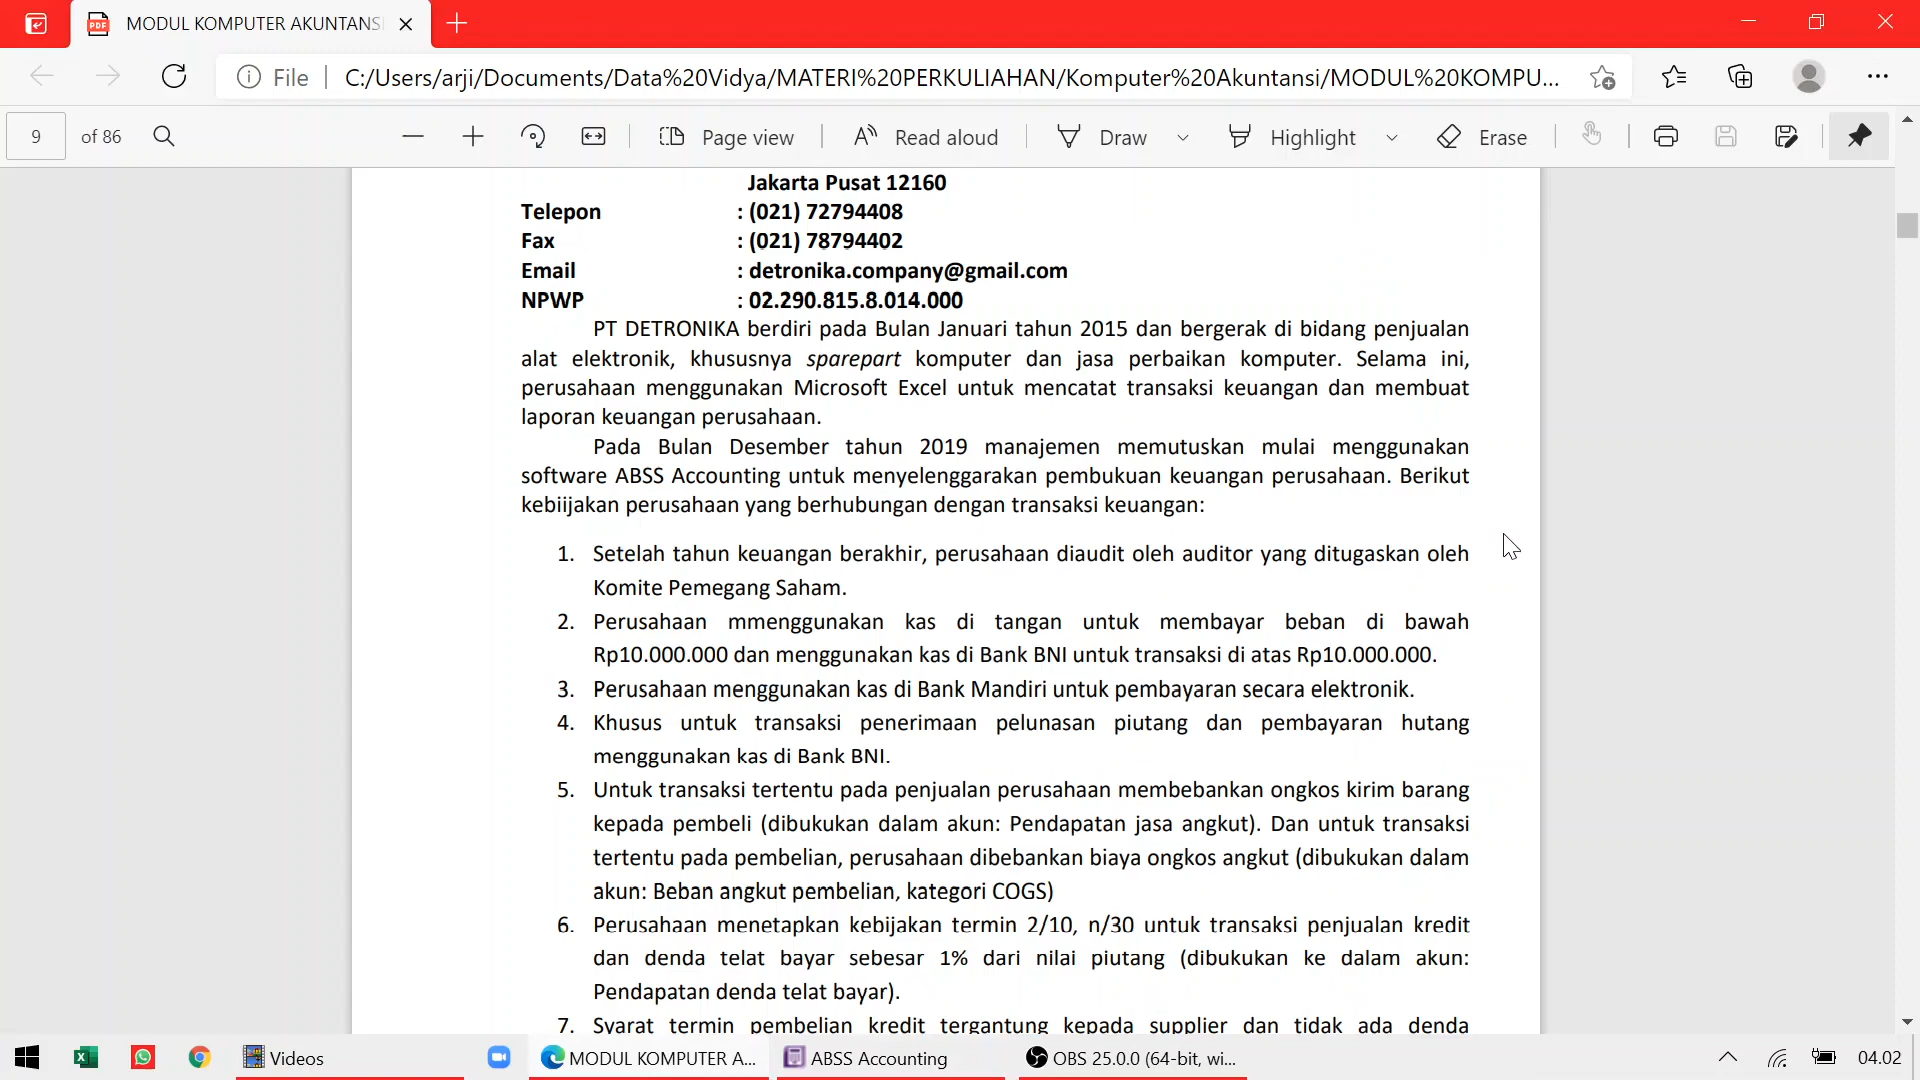 MODUL KOMPUTER AKUNTANS
File
C:/Users/arji/Documents/Data%20Vidya/MATERI%20PERKULIAHAN/Komputer%20Akuntansi/MODUL%20KOMPU...
9 of 86
Page view
Read aloud
Draw
Highlight
Erase
Jakarta Pusat 12160
Telepon : (021) 72794408
Fax : (021) 78794402
Email : detronika.company@gmail.com
NPWP : 02.290.815.8.014.000
PT DETRONIKA berdiri pada Bulan Januari tahun 2015 dan bergerak di bidang penjualan
alat elektronik, khususnya sparepart komputer dan jasa perbaikan komputer. Selama ini,
perusahaan menggunakan Microsoft Excel untuk mencatat transaksi keuangan dan membuat
laporan keuangan perusahaan.
Pada Bulan Desember tahun 2019 manajemen memutuskan mulai menggunakan
software ABSS Accounting untuk menyelenggarakan pembukuan keuangan perusahaan. Berikut
kebiijakan perusahaan yang berhubungan dengan transaksi keuangan:
1. Setelah tahun keuangan berakhir, perusahaan diaudit oleh auditor yang ditugaskan oleh
Komite Pemegang Saham.
2. Perusahaan mmenggunakan kas di tangan untuk membayar beban di bawah
Rp10.000.000 dan menggunakan kas di Bank BNI untuk transaksi di atas Rp10.000.000.
3. Perusahaan menggunakan kas di Bank Mandiri untuk pembayaran secara elektronik.
4. Khusus untuk transaksi penerimaan pelunasan piutang dan pembayaran hutang
menggunakan kas di Bank BNI.
5. Untuk transaksi tertentu pada penjualan perusahaan membebankan ongkos kirim barang
kepada pembeli (dibukukan dalam akun: Pendapatan jasa angkut). Dan untuk transaksi
tertentu pada pembelian, perusahaan dibebankan biaya ongkos angkut (dibukukan dalam
akun: Beban angkut pembelian, kategori COGS)
6. Perusahaan menetapkan kebijakan termin 2/10, n/30 untuk transaksi penjualan kredit
dan denda telat bayar sebesar 1% dari nilai piutang (dibukukan ke dalam akun:
Pendapatan denda telat bayar).
7. Syarat termin pembelian kredit tergantung kepada supplier dan tidak ada denda
Videos
MODUL KOMPUTER A...
ABSS Accounting
OBS 25.0.0 (64-bit, wi...
04.02